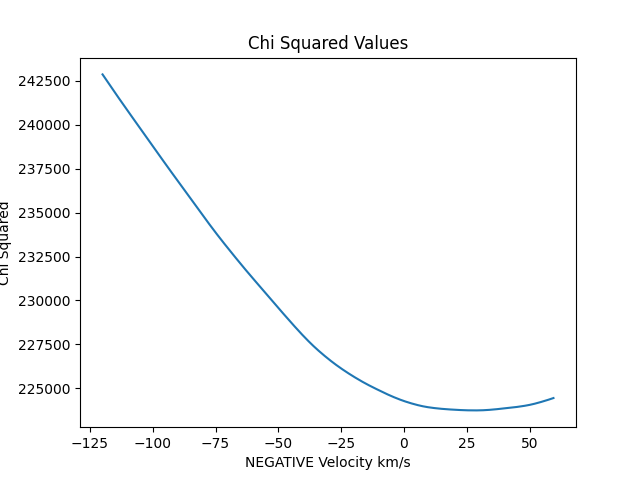 Chi Squared Values
242500
240000
237500
235000
232500
230000
227500
225000
Chi Squared
−125 −100 −75 −50 −25 0 25 50
NEGATIVE Velocity km/s